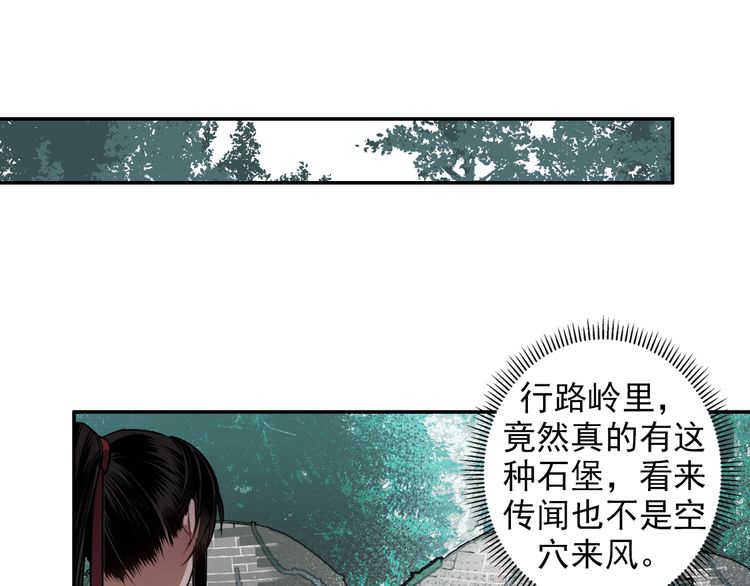 行路岭里，
竟然真的有这
种石堡，看来
传闻也不是空
穴来风。